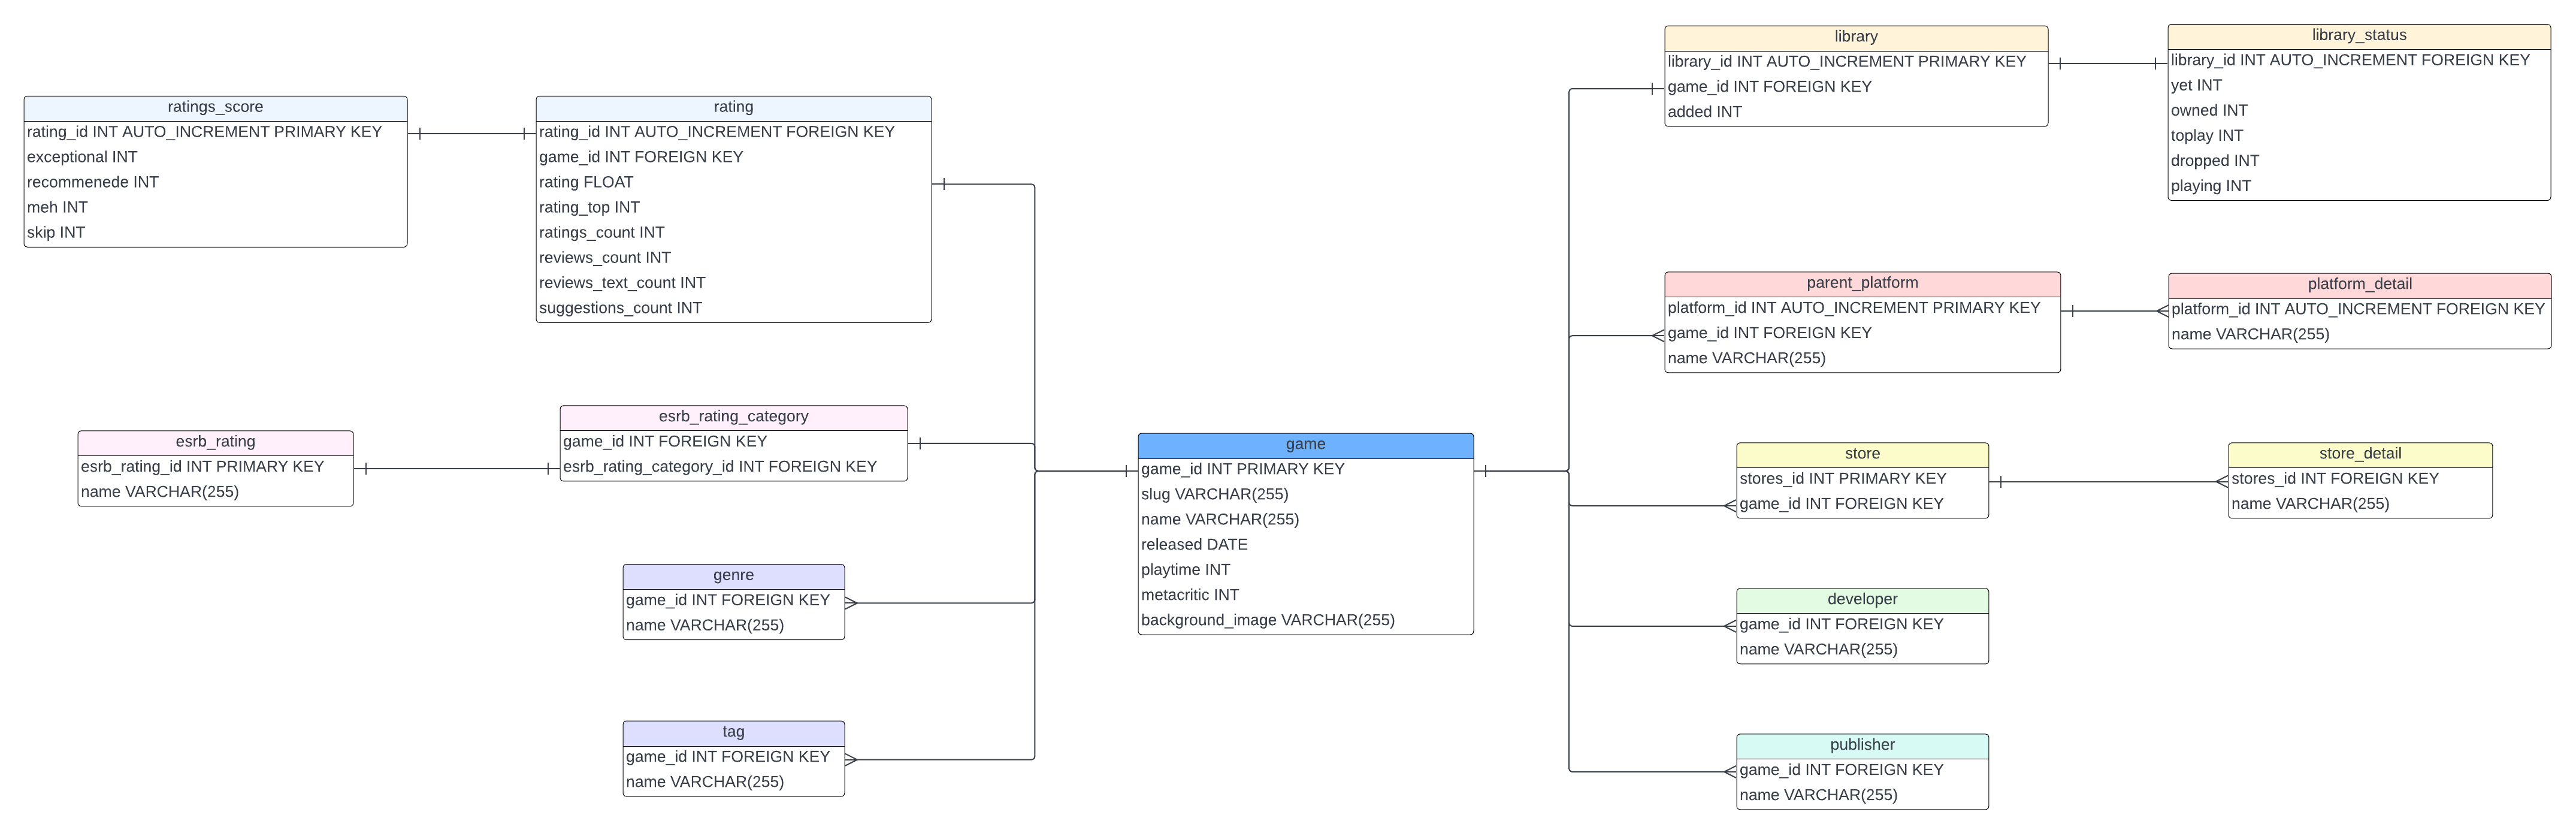 ratings_score
rating_id INT AUTO_INCREMENT PRIMARY KEY
exceptional INT
recommenede INT
meh INT
skip INT
rating
rating_id INT AUTO_INCREMENT FOREIGN KEY
game_id INT FOREIGN KEY
rating FLOAT
rating_top INT
ratings_count INT
reviews_count INT
reviews_text_count INT
suggestions_count INT
esrb_rating
esrb_rating_id INT PRIMARY KEY
name VARCHAR(255)
esrb_rating_category
game_id INT FOREIGN KEY
esrb_rating_category_id INT FOREIGN KEY
genre
game_id INT FOREIGN KEY
name VARCHAR(255)
tag
game_id INT FOREIGN KEY
name VARCHAR(255)
game
game_id INT PRIMARY KEY
slug VARCHAR(255)
name VARCHAR(255)
released DATE
playtime INT
metacritic INT
background_image VARCHAR(255)
library
library_id INT AUTO_INCREMENT PRIMARY KEY
game_id INT FOREIGN KEY
added INT
library_status
library_id INT AUTO_INCREMENT FOREIGN KEY
yet INT
owned INT
toplay INT
dropped INT
playing INT
parent_platform
platform_id INT AUTO_INCREMENT PRIMARY KEY
game_id INT FOREIGN KEY
name VARCHAR(255)
platform_detail
platform_id INT AUTO_INCREMENT FOREIGN KEY
name VARCHAR(255)
store
stores_id INT PRIMARY KEY
game_id INT FOREIGN KEY
store_detail
stores_id INT FOREIGN KEY
name VARCHAR(255)
developer
game_id INT FOREIGN KEY
name VARCHAR(255)
publisher
game_id INT FOREIGN KEY
name VARCHAR(255)